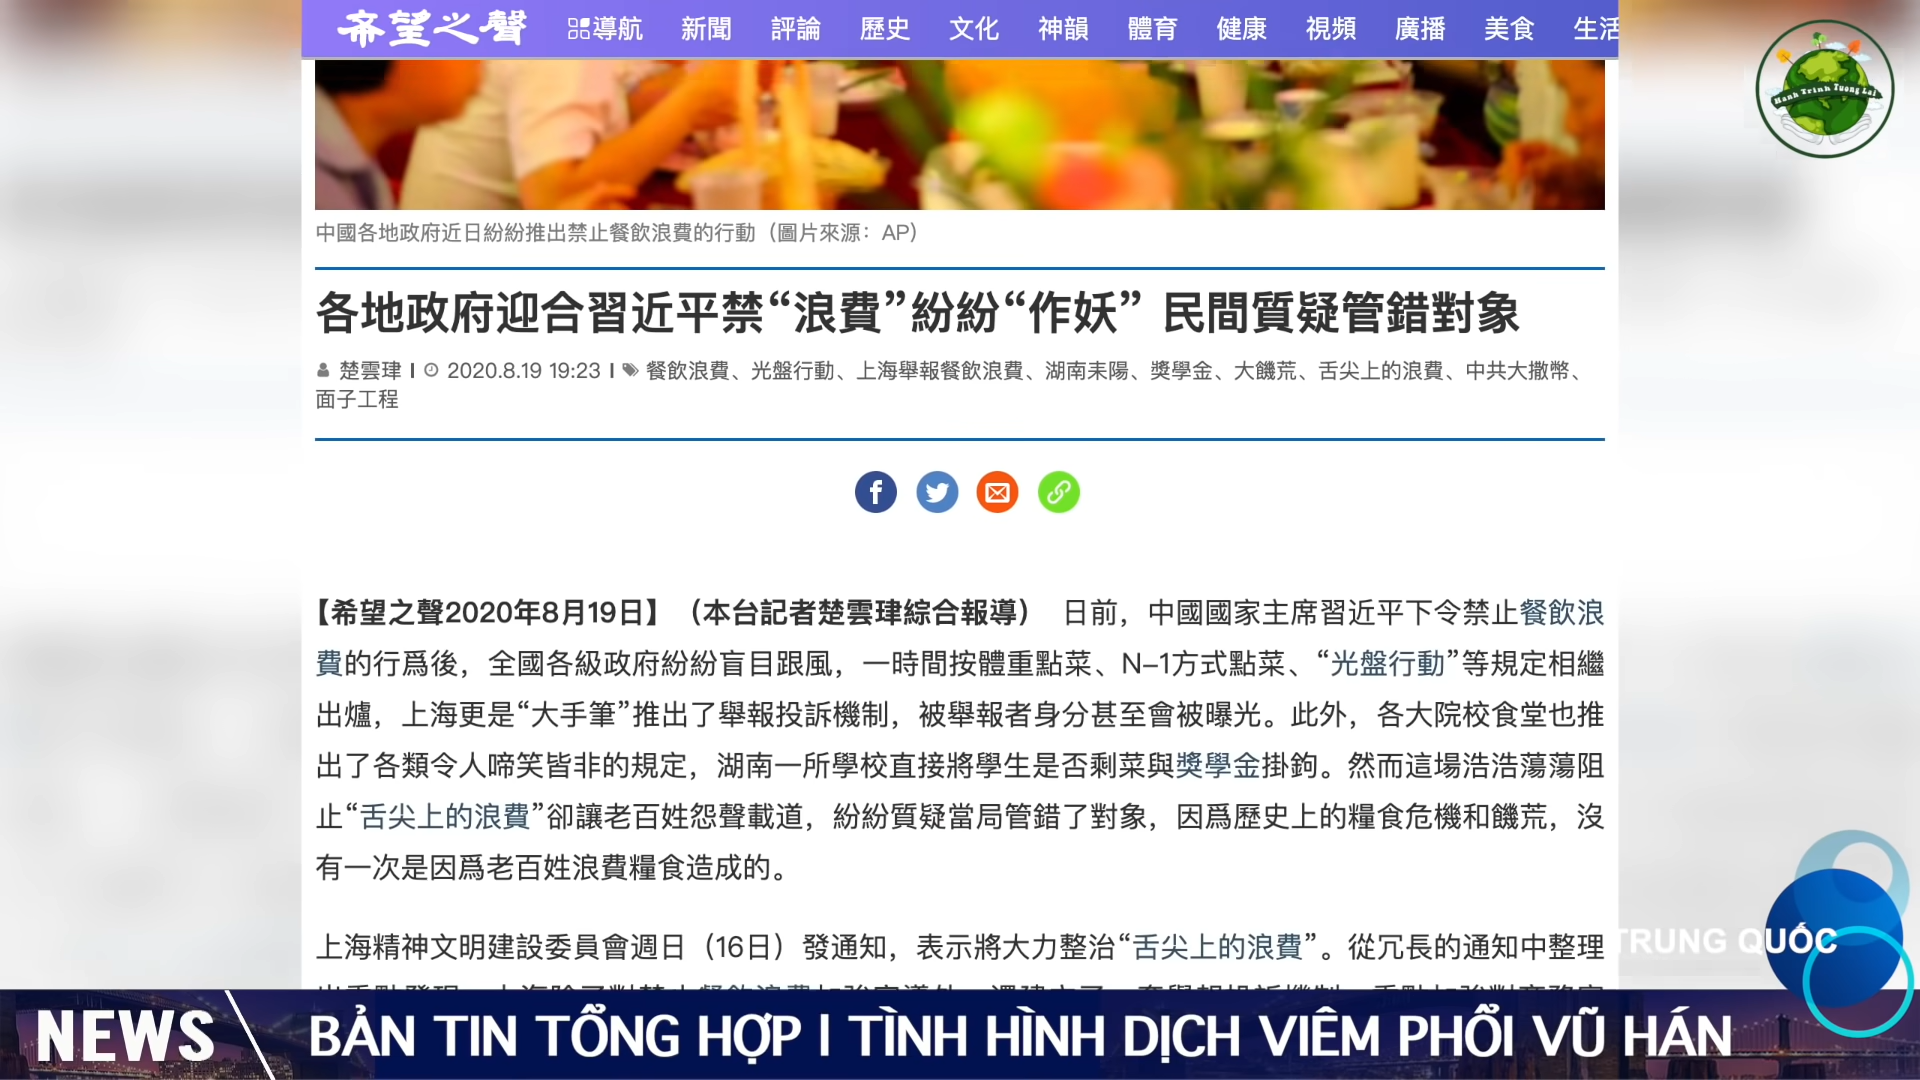 希望之聲 導航 新聞 評論 歷史 文化 神韻 體育 健康 視頻 廣播 美食 生活
Hanh Trinh Tuong Lai
中國各地政府近日紛紛推出禁止餐飲浪費的行動（圖片來源：AP）
各地政府迎合習近平禁“浪費”紛紛“作妖” 民間質疑管錯對象
楚雲珒 | 2020.8.19 19:23 | 餐飲浪費、光盤行動、上海舉報餐飲浪費、湖南耒陽、獎學金、大饑荒、舌尖上的浪費、中共大撒幣、
面子工程
【希望之聲2020年8月19日】（本台記者楚雲珒綜合報導） 日前，中國國家主席習近平下令禁止餐飲浪
費的行爲後，全國各級政府紛紛盲目跟風，一時間按體重點菜、N–1方式點菜、“光盤行動”等規定相繼
出爐，上海更是“大手筆”推出了舉報投訴機制，被舉報者身分甚至會被曝光。此外，各大院校食堂也推
出了各類令人啼笑皆非的規定，湖南一所學校直接將學生是否剩菜與獎學金掛鉤。然而這場浩浩蕩蕩阻
止“舌尖上的浪費”卻讓老百姓怨聲載道，紛紛質疑當局管錯了對象，因爲歷史上的糧食危機和饑荒，沒
有一次是因爲老百姓浪費糧食造成的。
上海精神文明建設委員會週日（16日）發通知，表示將大力整治“舌尖上的浪費”。從冗長的通知中整理
TRUNG QUỐC
NEWS BẢN TIN TỔNG HỢP | TÌNH HÌNH DỊCH VIÊM PHỔI VŨ HÁN